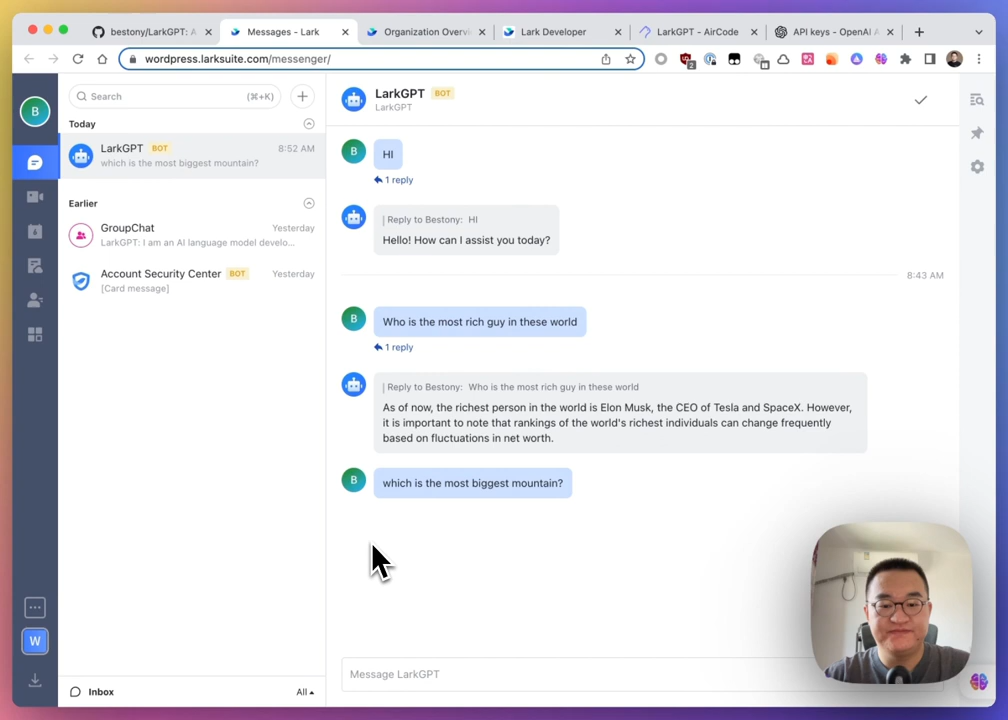 bestony/LarkGPT: A
Messages - Lark
Organization Overvi
Lark Developer
LarkGPT - AirCode
API keys - OpenAI A
wordpress.larksuite.com/messenger/
2
B
Search (⌘+K)
Today
LarkGPT BOT 8:52 AM
which is the most biggest mountain?
Earlier
GroupChat Yesterday
LarkGPT: I am an AI language model develo...
Account Security Center BOT Yesterday
[Card message]
W
Inbox All
LarkGPT BOT
LarkGPT
B HI
1 reply
Reply to Bestony: HI
Hello! How can I assist you today?
8:43 AM
B Who is the most rich guy in these world
1 reply
Reply to Bestony: Who is the most rich guy in these world
As of now, the richest person in the world is Elon Musk, the CEO of Tesla and SpaceX. However,
it is important to note that rankings of the world's richest individuals can change frequently
based on fluctuations in net worth.
B which is the most biggest mountain?
Message LarkGPT